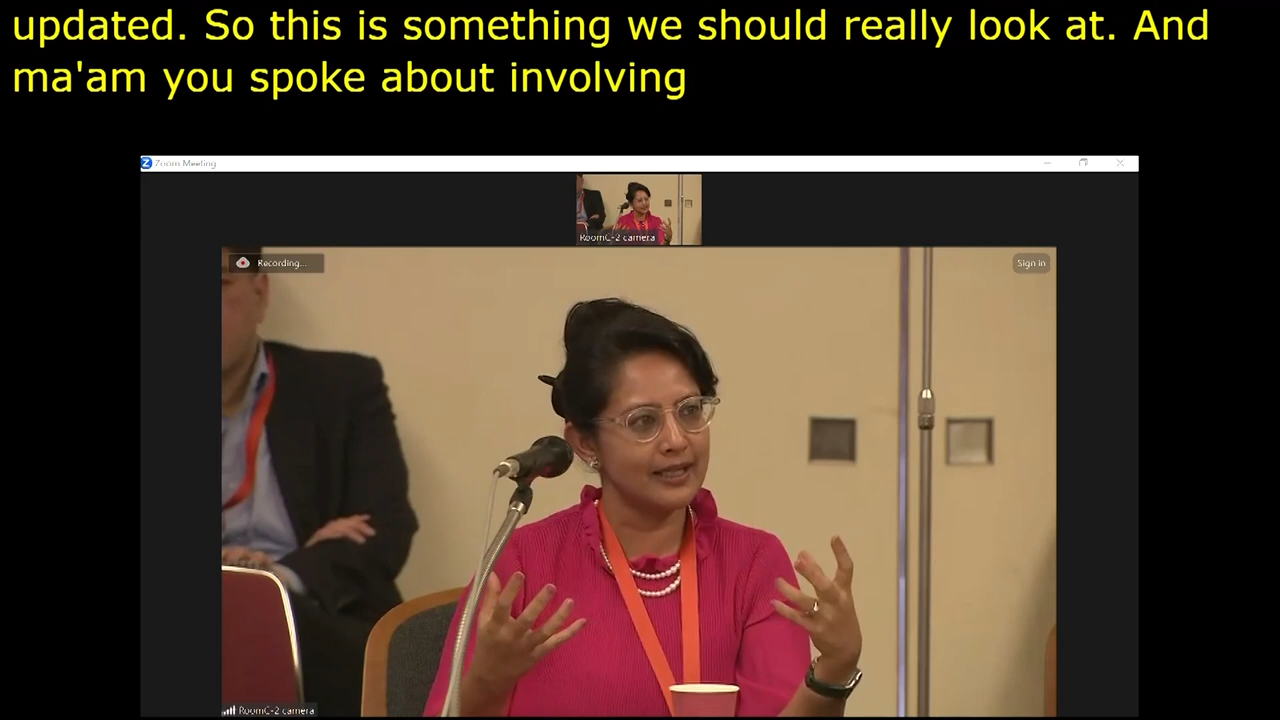 updated. So this is something we should really look at. And
ma'am you spoke about involving
Zoom Meeting
RoomC-2 camera
Recording...
Sign in
RoomC-2 camera